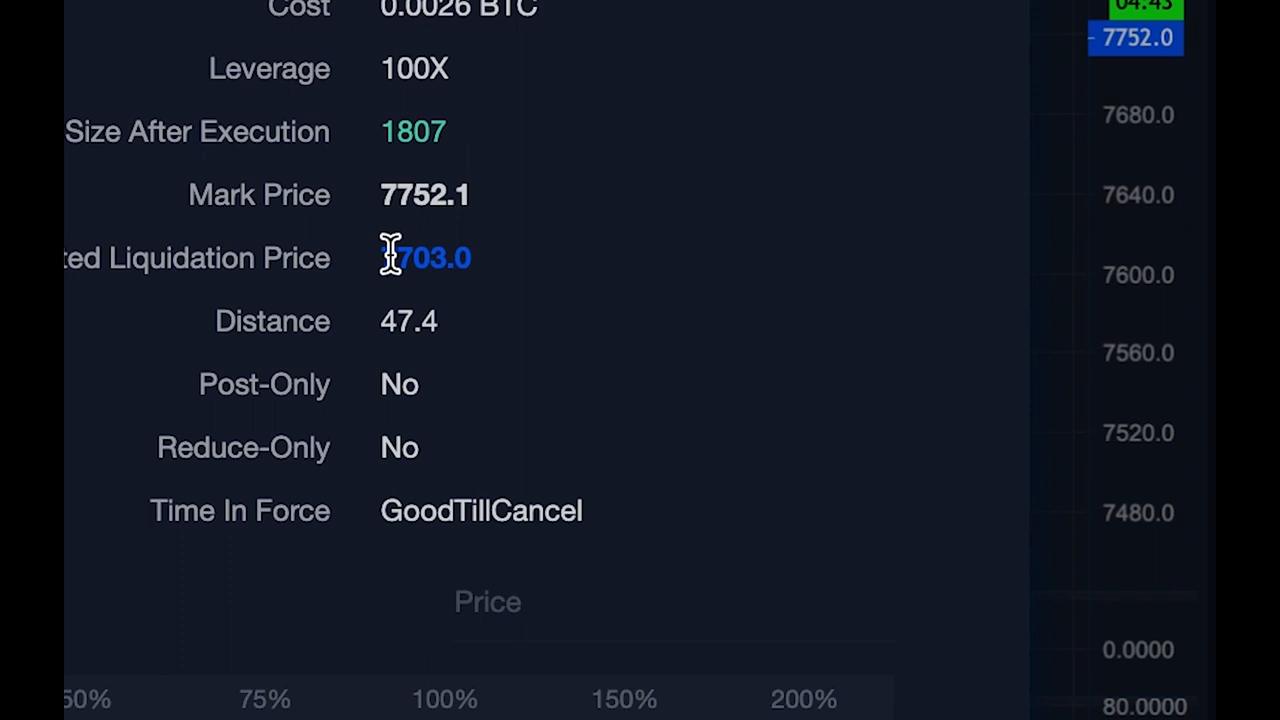 Cost 0.0026 BTC
04:43
7752.0
Leverage 100X
7680.0
Size After Execution 1807
Mark Price 7752.1
7640.0
ted Liquidation Price 703.0
7600.0
Distance 47.4
7560.0
Post-Only No
7520.0
Reduce-Only No
Time In Force GoodTillCancel
7480.0
Price
0.0000
50% 75% 100% 150% 200%
80.0000